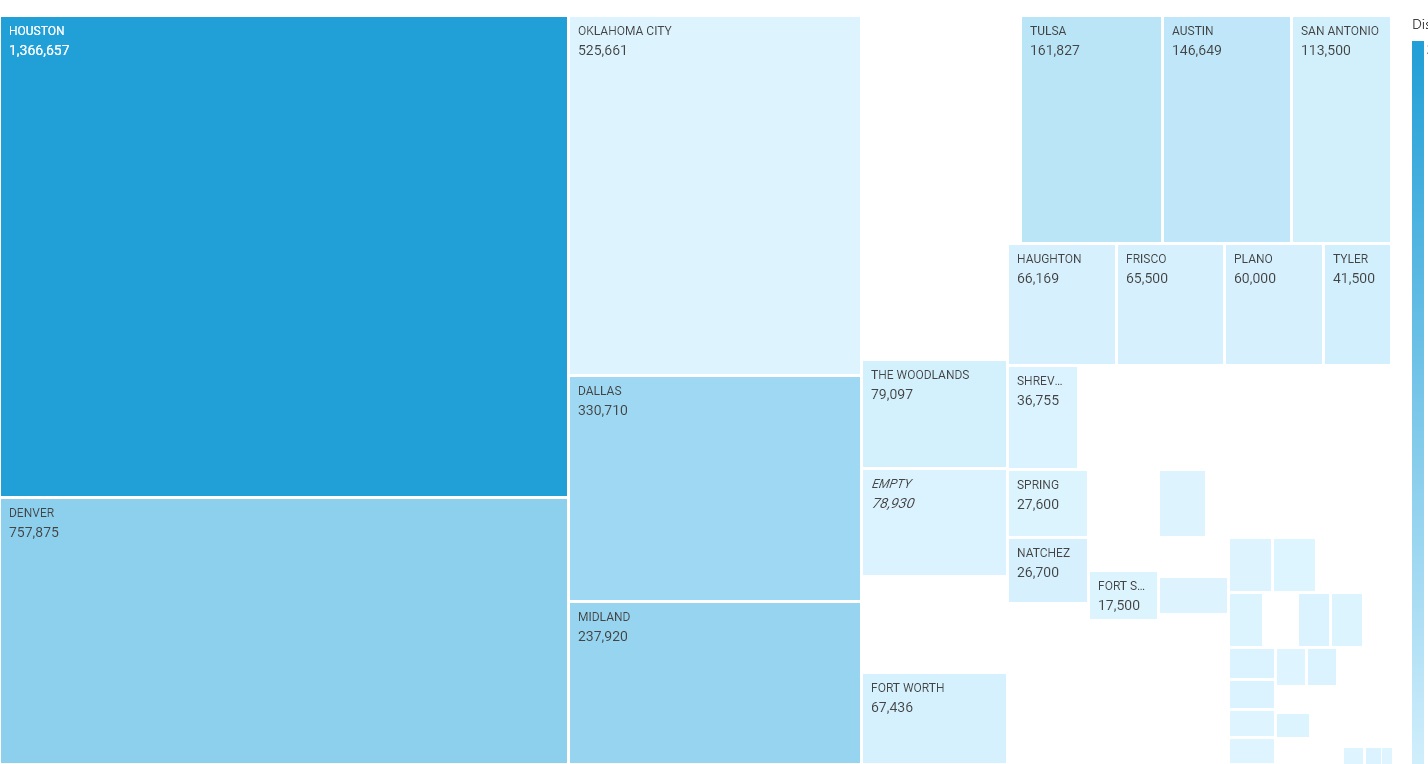 HOUSTON
1,366,657
DENVER
757,875
OKLAHOMA CITY
525,661
DALLAS
330,710
MIDLAND
237,920
THE WOODLANDS
79,097
EMPTY
78,930
FORT WORTH
67,436
TULSA
161,827
AUSTIN
146,649
SAN ANTONIO
113,500
HAUGHTON
66,169
FRISCO
65,500
PLANO
60,000
TYLER
41,500
SHREV...
36,755
SPRING
27,600
NATCHEZ
26,700
FORT S...
17,500
Dis